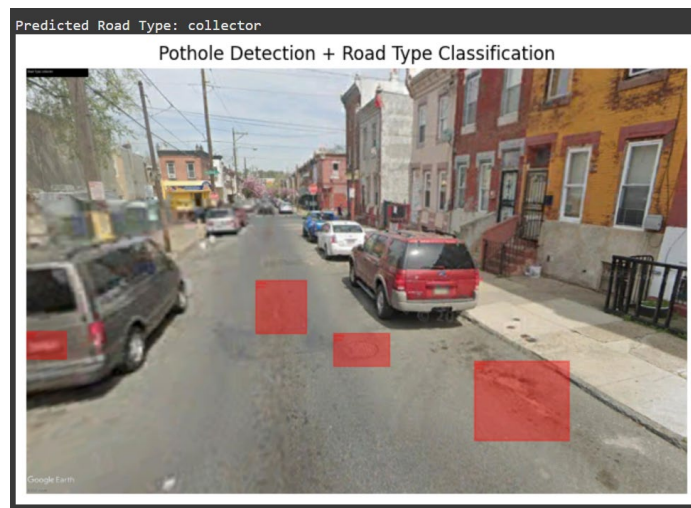 Predicted Road Type: collector
Pothole Detection + Road Type Classification
Google Earth